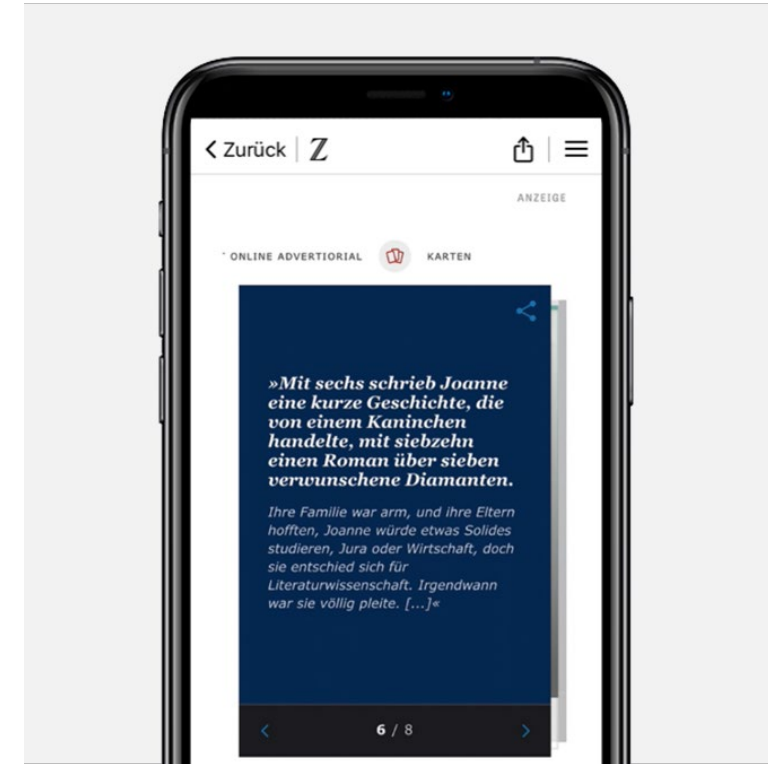 Zurück Z
ANZEIGE
ONLINE ADVERTIORIAL KARTEN
»Mit sechs schrieb Joanne
eine kurze Geschichte, die
von einem Kaninchen
handelte, mit siebzehn
einen Roman über sieben
verwunschene Diamanten.
Ihre Familie war arm, und ihre Eltern
hofften, Joanne würde etwas Solides
studieren, Jura oder Wirtschaft, doch
sie entschied sich für
Literaturwissenschaft. Irgendwann
war sie völlig pleite. [...]«
6 / 8